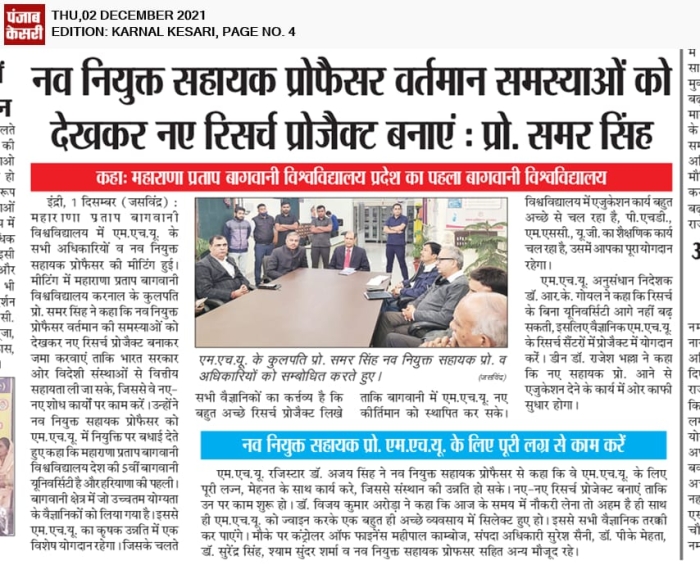 पंजाब
केसरी
THU,02 DECEMBER 2021
EDITION: KARNAL KESARI, PAGE NO. 4
नव नियुक्त सहायक प्रोफैसर वर्तमान समस्याओं को
देखकर नए रिसर्च प्रोजैक्ट बनाएं : प्रो. समर सिंह
कहा: महाराणा प्रताप बागवानी विश्वविद्यालय प्रदेश का पहला बागवानी विश्वविद्यालय
इंद्री, 1 दिसम्बर (जसविंद्र) :
महाराणा प्रताप बागवानी
विश्वविद्यालय में एम.एच.यू. के
सभी अधिकारियों व नव नियुक्त
सहायक प्रोफैसर की मीटिंग हुई।
मीटिंग में महाराणा प्रताप बागवानी
विश्वविद्यालय करनाल के कुलपति
प्रो. समर सिंह ने कहा कि नव नियुक्त
प्रोफैसर वर्तमान की समस्याओं को
देखकर नए रिसर्च प्रोजैक्ट बनाकर
जमा करवाएं ताकि भारत सरकार
ओर विदेशी संस्थाओं से वित्तीय
सहायता ली जा सके, जिससे वे नए-
नए शोध कार्यों पर काम करें। उन्होंने
नव नियुक्त सहायक प्रोफैसर को
एम.एच.यू. में नियुक्ति पर बधाई देते
हुए कहा कि महाराणा प्रताप बागवानी
विश्वविद्यालय देश की 5वीं बागवानी
यूनिवर्सिटी है और हरियाणा की पहली।
बागवानी क्षेत्र में जो उच्चतम योग्यता
के वैज्ञानिकों को लिया गया है। इससे
एम.एच.यू. का कृषक उन्नति में एक
विशेष योगदान रहेगा। जिसके चलते
एम.एच.यू. के कुलपति प्रो. समर सिंह नव नियुक्त सहायक प्रो. व
अधिकारियों को सम्बोधित करते हुए। (जसविंद्र)
सभी वैज्ञानिकों का कर्त्तव्य है कि
बहुत अच्छे रिसर्च प्रोजैक्ट लिखे
ताकि बागवानी में एम.एच.यू. नए
कीर्तिमान को स्थापित कर सके।
विश्वविद्यालय में एजुकेशन कार्य बहुत
अच्छे से चल रहा है, पी.एचडी.,
एम.एससी., यू.जी. का शैक्षणिक कार्य
चल रहा है, उसमें आपका पूरा योगदान
रहेगा।
एम.एच.यू. अनुसंधान निदेशक
डॉ. आर.के. गोयल ने कहा कि रिसर्च
के बिना यूनिवर्सिटी आगे नहीं बढ़
सकती, इसलिए वैज्ञानिक एम.एच.यू.
के रिसर्च सैंटरों में प्रोजैक्ट में योगदान
करें। डीन डॉ. राजेश भल्ला ने कहा
कि नए सहायक प्रो. आने से
एजुकेशन देने के कार्य में ओर काफी
सुधार होगा।
नव नियुक्त सहायक प्रो. एम.एच.यू. के लिए पूरी लग्र से काम करें
एम.एच.यू. रजिस्टार डॉ. अजय सिंह ने नव नियुक्त सहायक प्रोफैसर से कहा कि वे एम.एच.यू. के लिए
पूरी लग्न, मेहनत के साथ कार्य करे, जिससे संस्थान की उन्नति हो सके। नए-नए रिसर्च प्रोजेक्ट बनाएं ताकि
उन पर काम शुरू हो। डॉ. विजय कुमार अरोड़ा ने कहा कि आज के समय में नौकरी लेना तो अहम है ही साथ
ही एम.एच.यू. को ज्वाइन करके एक बहुत ही अच्छे व्यवसाय में सिलेक्ट हुए हो। इससे सभी वैज्ञानिक तरक्की
कर पाएंगे। मौके पर कंट्रोलर ऑफ फाइनेंस महीपाल काम्बोज, संपदा अधिकारी सुरेश सैनी, डॉ. पीके मेहता,
डॉ. सुरेंद्र सिंह, श्याम सुंदर शर्मा व नव नियुक्त सहायक प्रोफसर सहित अन्य मौजूद रहे।